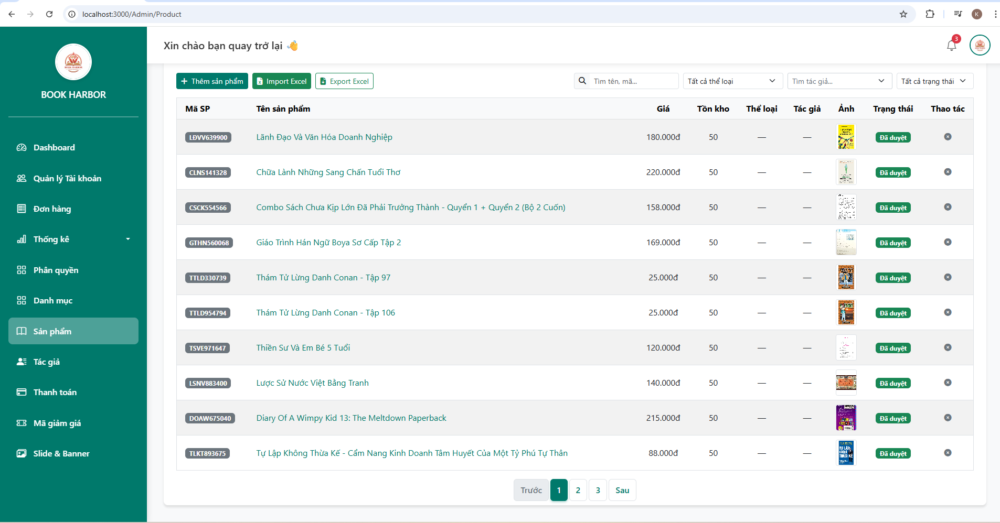 localhost:3000/Admin/Product
K
Xin chào bạn quay trở lại 👋
3
BOOK HARBOR
BOOK HARBOR
Dashboard
Quản lý Tài khoản
Đơn hàng
Thống kê
Phân quyền
Danh mục
Sản phẩm
Tác giả
Thanh toán
Mã giảm giá
Slide & Banner
+ Thêm sản phẩm Import Excel Export Excel Tìm tên, mã... Tất cả thể loại Tìm tác giả... Tất cả trạng thái
Mã SP Tên sản phẩm Giá Tồn kho Thể loại Tác giả Ảnh Trạng thái Thao tác
LĐVV639900 Lãnh Đạo Và Văn Hóa Doanh Nghiệp 180.000đ 50 — — Đã duyệt
CLNS141328 Chữa Lành Những Sang Chấn Tuổi Thơ 220.000đ 50 — — Đã duyệt
CSCK554566 Combo Sách Chưa Kịp Lớn Đã Phải Trưởng Thành - Quyển 1 + Quyển 2 (Bộ 2 Cuốn) 158.000đ 50 — — Đã duyệt
GTHN560068 Giáo Trình Hán Ngữ Boya Sơ Cấp Tập 2 169.000đ 50 — — Đã duyệt
TTLD330739 Thám Tử Lừng Danh Conan - Tập 97 25.000đ 50 — — Đã duyệt
TTLD954794 Thám Tử Lừng Danh Conan - Tập 106 25.000đ 50 — — Đã duyệt
TSVE971647 Thiền Sư Và Em Bé 5 Tuổi 120.000đ 50 — — Đã duyệt
LSNV883400 Lược Sử Nước Việt Bằng Tranh 140.000đ 50 — — Đã duyệt
DOAW675040 Diary Of A Wimpy Kid 13: The Meltdown Paperback 215.000đ 50 — — Đã duyệt
TLKT893675 Tự Lập Không Thừa Kế - Cẩm Nang Kinh Doanh Tâm Huyết Của Một Tỷ Phú Tự Thân 88.000đ 50 — — Đã duyệt
Trước 1 2 3 Sau